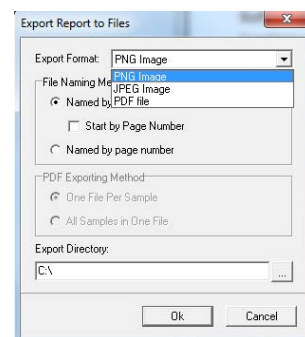 Export Report to Files
Export Format: PNG Image
PNG Image
JPEG Image
PDF file
File Naming Me
Named by
Start by Page Number
Named by page number
PDF Exporting Method
One File Per Sample
All Samples in One File
Export Directory:
C:\
...
Ok Cancel